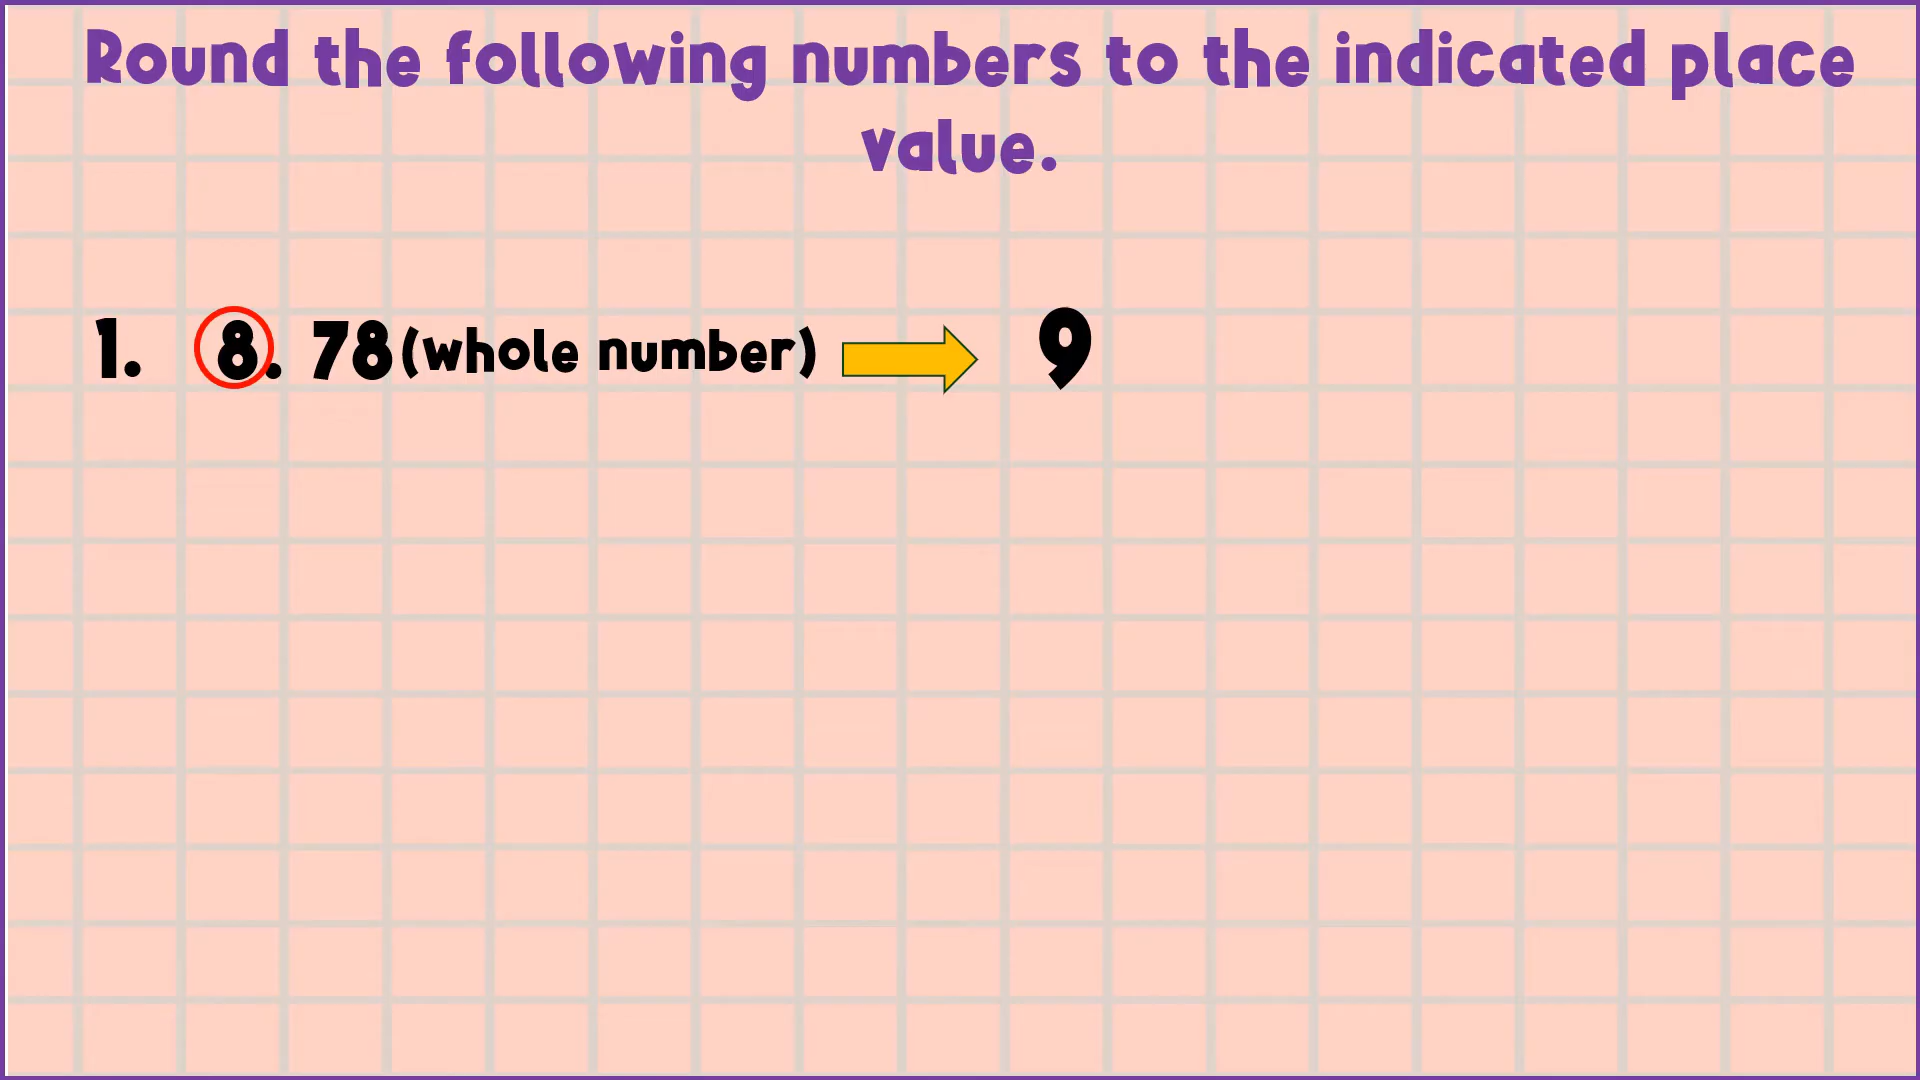 Round the following numbers to the indicated place
value.
1. 8. 78(whole number) 9